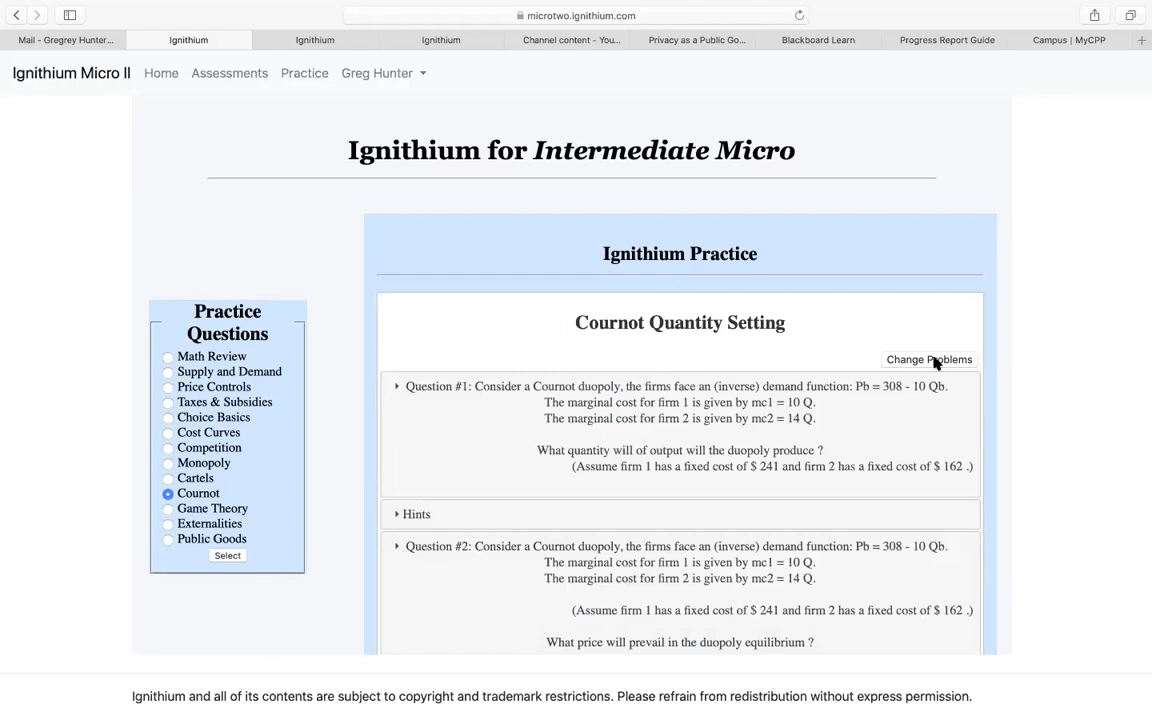 microtwo.ignithium.com
Mail - Gregrey Hunter...
Ignithium
Ignithium
Ignithium
Channel content - You...
Privacy as a Public Go...
Blackboard Learn
Progress Report Guide
Campus | MyCPP
Ignithium Micro II
Home
Assessments
Practice
Greg Hunter
Ignithium for Intermediate Micro
Practice
Questions
Math Review
Supply and Demand
Price Controls
Taxes & Subsidies
Choice Basics
Cost Curves
Competition
Monopoly
Cartels
Cournot
Game Theory
Externalities
Public Goods
Select
Ignithium Practice
Cournot Quantity Setting
Change Problems
Question #1: Consider a Cournot duopoly, the firms face an (inverse) demand function: Pb = 308 - 10 Qb.
The marginal cost for firm 1 is given by mc1 = 10 Q.
The marginal cost for firm 2 is given by mc2 = 14 Q.
What quantity will of output will the duopoly produce ?
(Assume firm 1 has a fixed cost of $ 241 and firm 2 has a fixed cost of $ 162 .)
Hints
Question #2: Consider a Cournot duopoly, the firms face an (inverse) demand function: Pb = 308 - 10 Qb.
The marginal cost for firm 1 is given by mc1 = 10 Q.
The marginal cost for firm 2 is given by mc2 = 14 Q.
(Assume firm 1 has a fixed cost of $ 241 and firm 2 has a fixed cost of $ 162 .)
What price will prevail in the duopoly equilibrium ?
Ignithium and all of its contents are subject to copyright and trademark restrictions. Please refrain from redistribution without express permission.